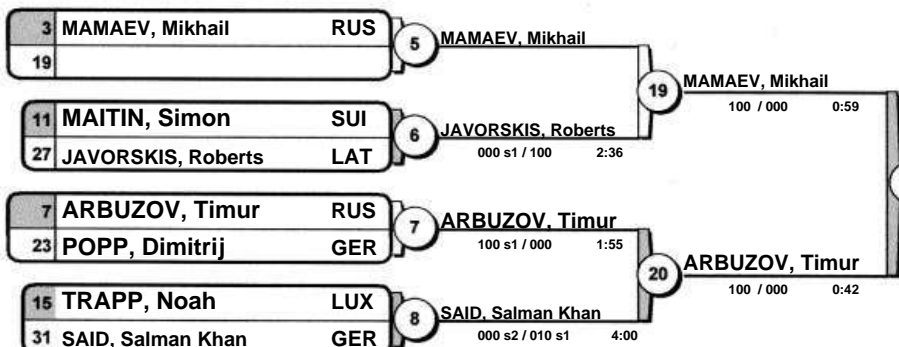 3 MAMAEV, Mikhail RUS
19
5
MAMAEV, Mikhail
11 MAITIN, Simon SUI
27 JAVORSKIS, Roberts LAT
6
JAVORSKIS, Roberts
000 s1 / 100 2:36
19
MAMAEV, Mikhail
100 / 000 0:59
7 ARBUZOV, Timur RUS
23 POPP, Dimitrij GER
7
ARBUZOV, Timur
100 s1 / 000 1:55
15 TRAPP, Noah LUX
31 SAID, Salman Khan GER
8
SAID, Salman Khan
000 s2 / 010 s1 4:00
20
ARBUZOV, Timur
100 / 000 0:42